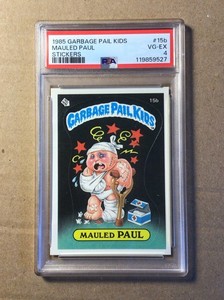 1985 GARBAGE PAIL KIDS #15b
MAULED PAUL VG-EX
STICKERS 4
PSA 119859527
15b
GARBAGE PAIL KIDS
MAULED PAUL